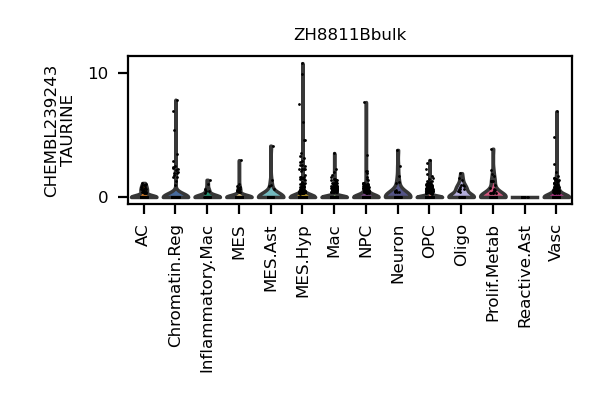 ZH8811Bbulk
CHEMBL239243
TAURINE
10
0
AC
Chromatin.Reg
Inflammatory.Mac
MES
MES.Ast
MES.Hyp
Mac
NPC
Neuron
OPC
Oligo
Prolif.Metab
Reactive.Ast
Vasc